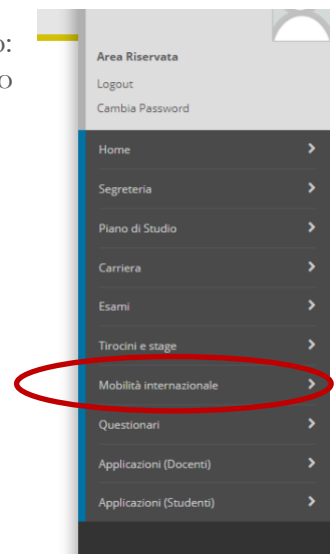 o:
o
Area Riservata
Logout
Cambia Password
Home
Segreteria
Piano di Studio
Carriera
Esami
Tirocini e stage
Mobilità internazionale
Questionari
Applicazioni (Docenti)
Applicazioni (Studenti)